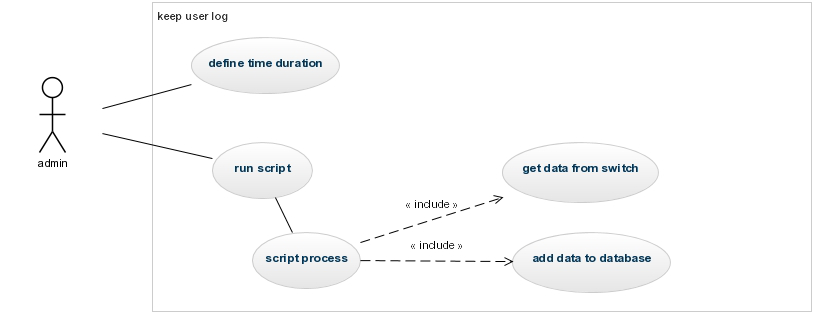 keep user log
define time duration
admin
run script
get data from switch
« include »
« include »
script process
add data to database